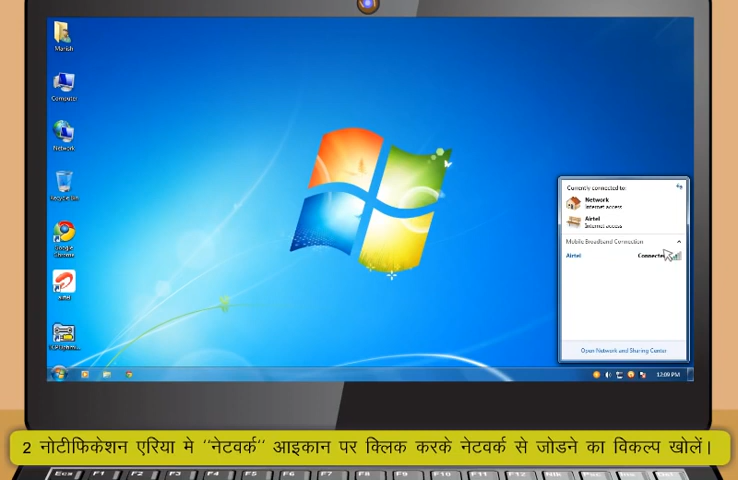 Manish
Computer
Network
Recycle Bin
Google
Chrome
airtel
Currently connected to:
Network
Internet access
Airtel
Internet access
Mobile Broadband Connection
Airtel
Connected
Open Network and Sharing Center
12:09 PM
2 नोटीफिकेशन एरिया मे “नेटवर्क“ आइकान पर क्लिक करके नेटवर्क से जोडने का विकल्प खोलें।
Esc F1 F2 F3 F4 F5 F6 F7 F8 F9 F10 F11 F12